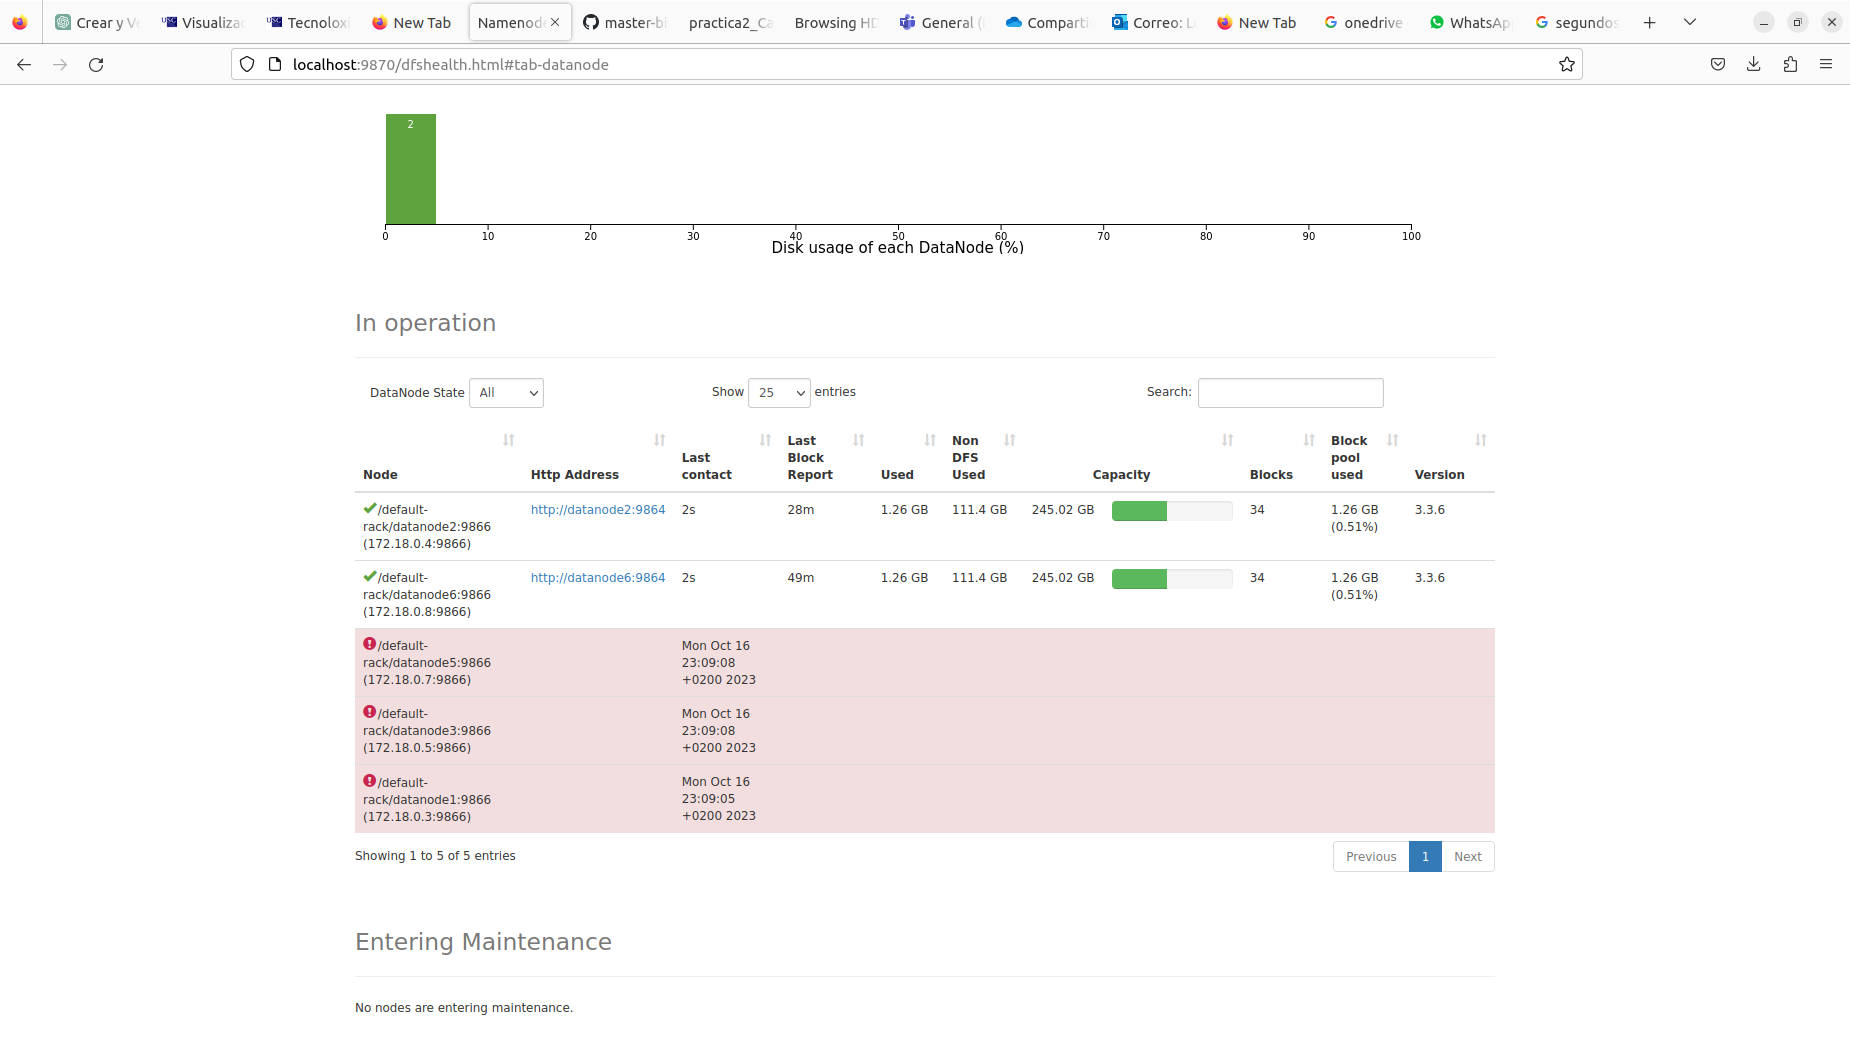 Crear y Ve
USC Visualizac
USC Tecnoloxi
New Tab
Namenode
master-bi
practica2_Ca
Browsing HD
General (
Comparti
Correo: L
New Tab
onedrive
WhatsAp
segundos
localhost:9870/dfshealth.html#tab-datanode
2
0 10 20 30 40 50 60 70 80 90 100
Disk usage of each DataNode (%)
In operation
DataNode State All Show 25 entries Search:
Node Http Address Last contact Last Block Report Used Non DFS Used Capacity Blocks Block pool used Version
/default-
rack/datanode2:9866
(172.18.0.4:9866)
http://datanode2:9864 2s 28m 1.26 GB 111.4 GB 245.02 GB 34 1.26 GB (0.51%) 3.3.6
/default-
rack/datanode6:9866
(172.18.0.8:9866)
http://datanode6:9864 2s 49m 1.26 GB 111.4 GB 245.02 GB 34 1.26 GB (0.51%) 3.3.6
/default-
rack/datanode5:9866
(172.18.0.7:9866)
Mon Oct 16
23:09:08
+0200 2023
/default-
rack/datanode3:9866
(172.18.0.5:9866)
Mon Oct 16
23:09:08
+0200 2023
/default-
rack/datanode1:9866
(172.18.0.3:9866)
Mon Oct 16
23:09:05
+0200 2023
Showing 1 to 5 of 5 entries
Previous 1 Next
Entering Maintenance
No nodes are entering maintenance.